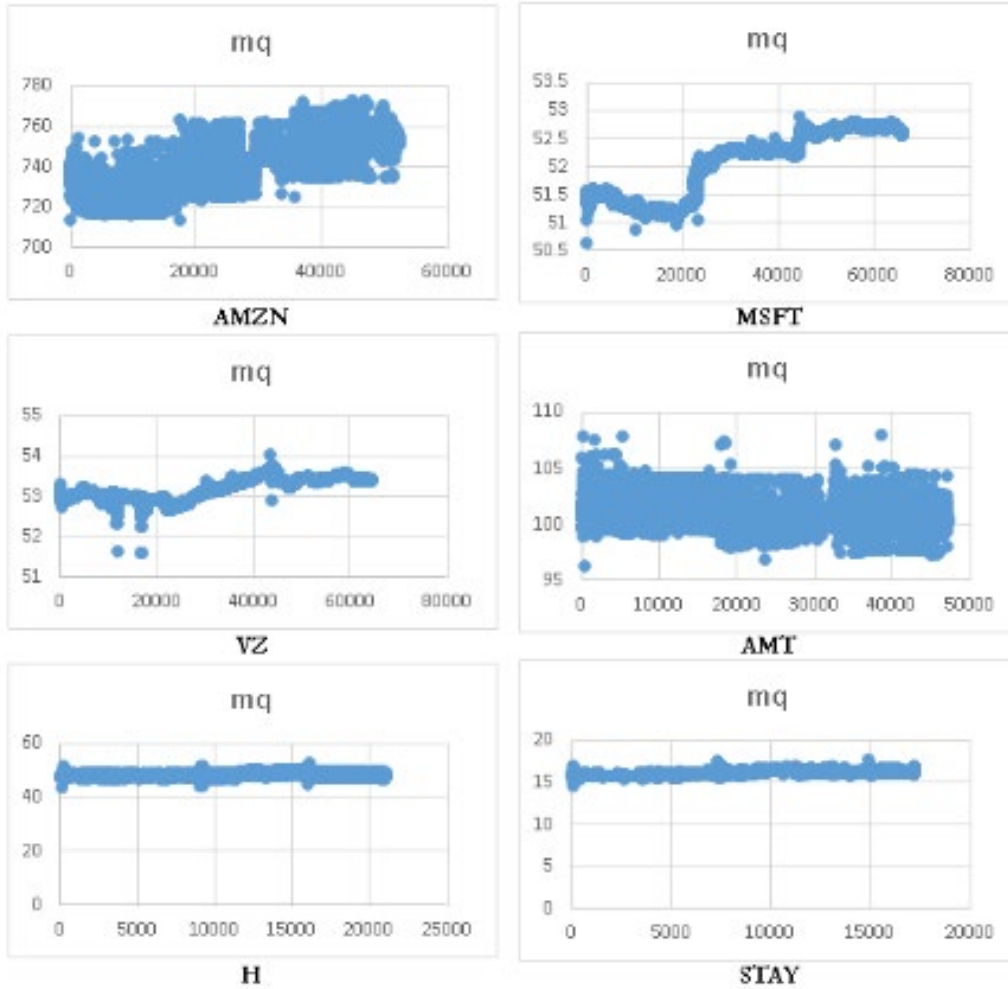 mq
780
760
740
720
700
0 20000 40000 60000
AMZN
mq
53.5
53
52.5
52
51.5
51
50.5
0 20000 40000 60000 80000
MSFT
mq
55
54
53
52
51
0 20000 40000 60000 80000
VZ
mq
110
105
100
95
0 10000 20000 30000 40000 50000
AMT
mq
60
40
20
0
0 5000 10000 15000 20000 25000
H
mq
20
15
10
5
0
0 5000 10000 15000 20000
STAY